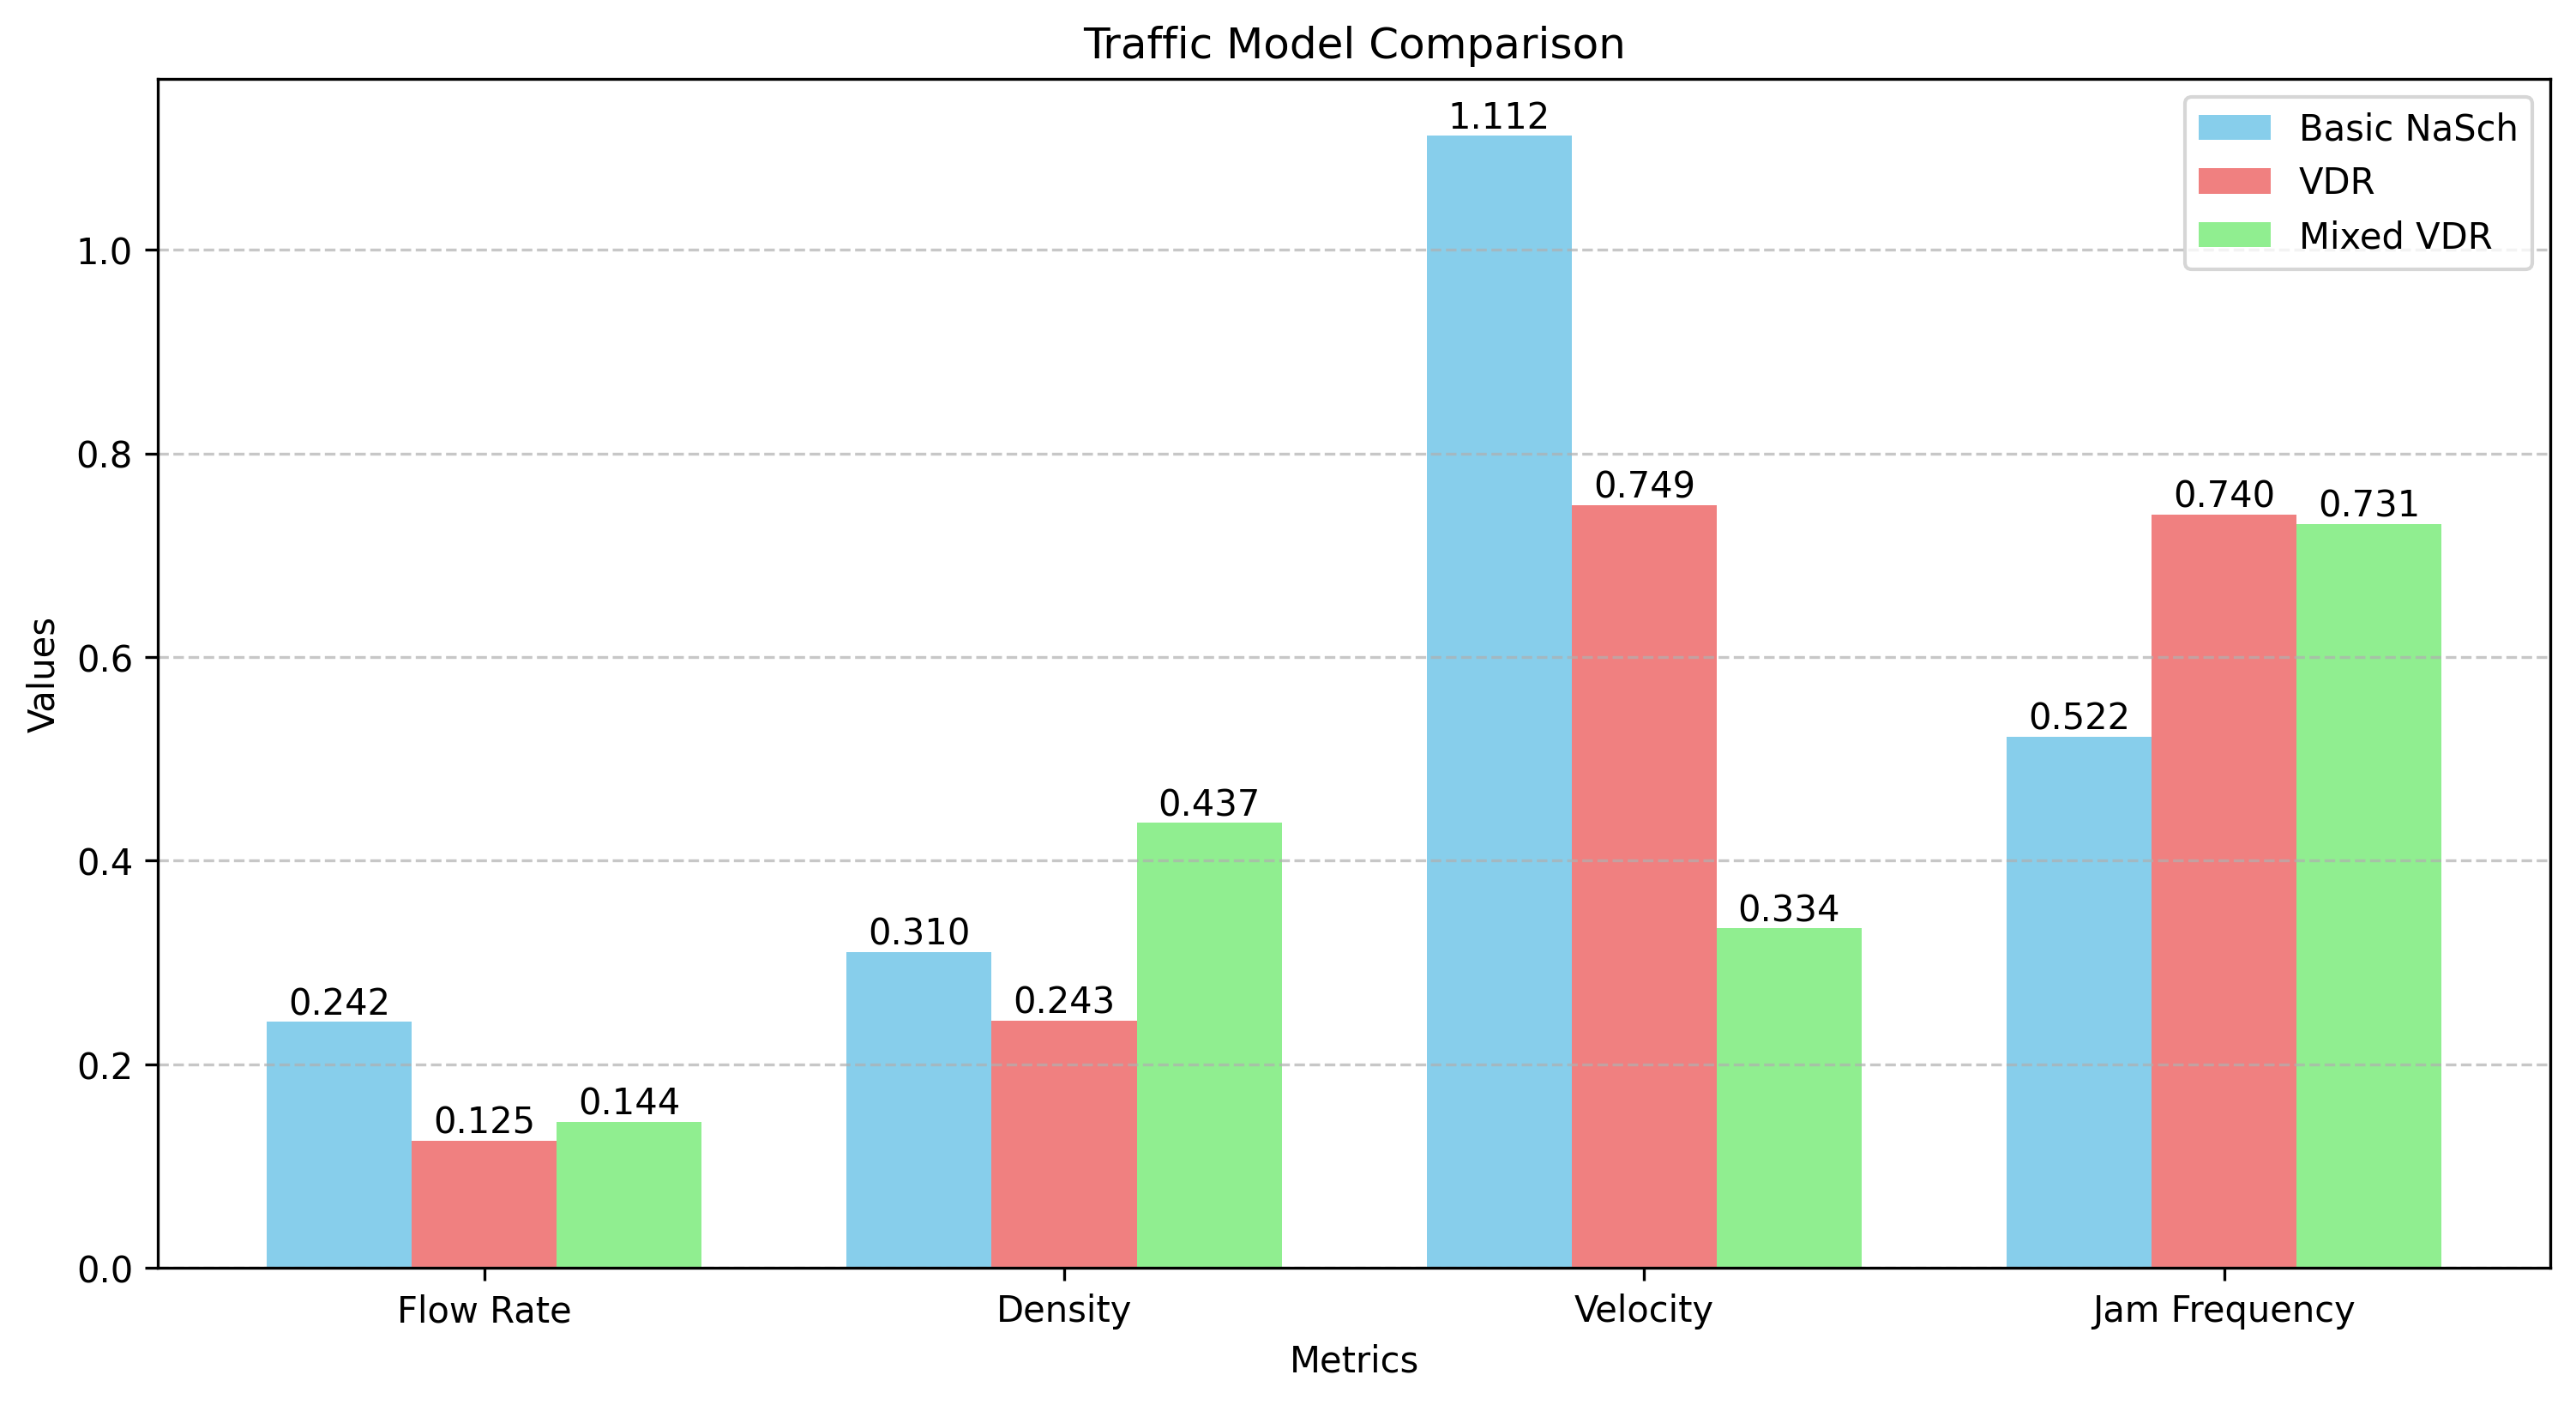 Traffic Model Comparison
Basic NaSch
VDR
Mixed VDR
Values
1.0
0.8
0.6
0.4
0.2
0.0
0.242
0.125
0.144
0.310
0.243
0.437
1.112
0.749
0.334
0.522
0.740
0.731
Flow Rate
Density
Velocity
Jam Frequency
Metrics